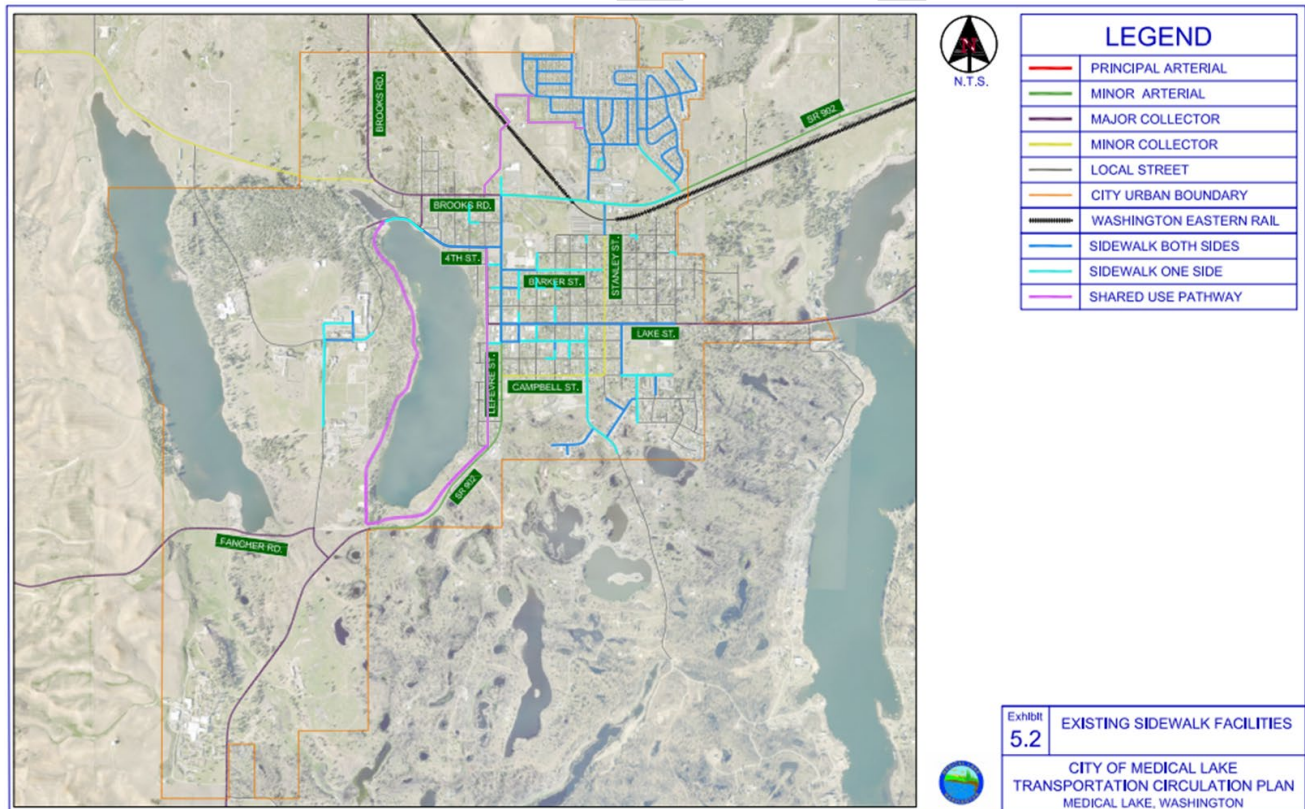 BROOKS RD.
SR 902
BROOKS RD.
4TH ST.
STANLEY ST.
BARKER ST.
LAKE ST.
LEFEVRE ST.
CAMPBELL ST.
SR 902
FANCHER RD.
N
N.T.S.
LEGEND
PRINCIPAL ARTERIAL
MINOR ARTERIAL
MAJOR COLLECTOR
MINOR COLLECTOR
LOCAL STREET
CITY URBAN BOUNDARY
WASHINGTON EASTERN RAIL
SIDEWALK BOTH SIDES
SIDEWALK ONE SIDE
SHARED USE PATHWAY
Exhibit
5.2
EXISTING SIDEWALK FACILITIES
CITY OF MEDICAL LAKE
TRANSPORTATION CIRCULATION PLAN
MEDICAL LAKE, WASHINGTON
MEDICAL LAKE